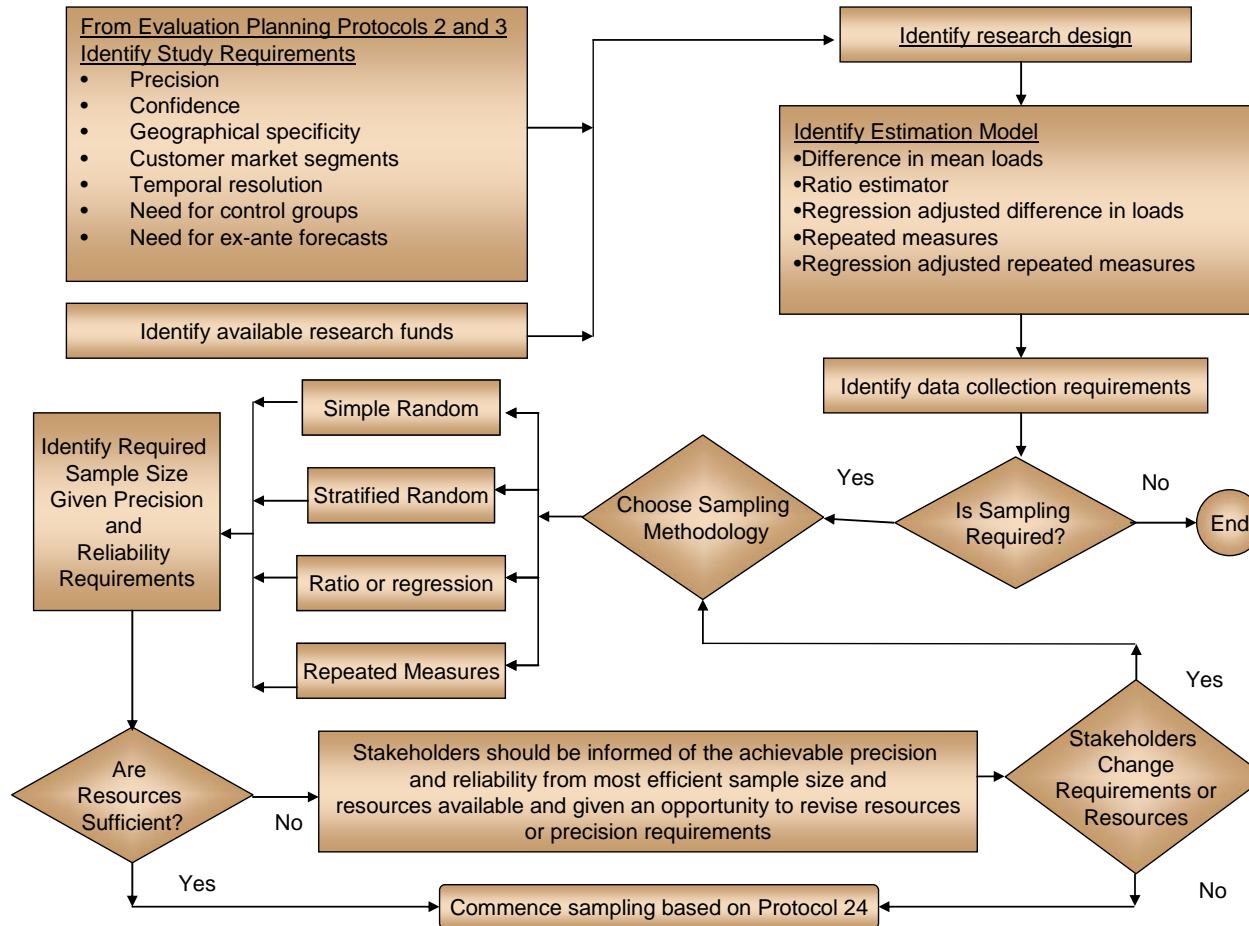 From Evaluation Planning Protocols 2 and 3
Identify Study Requirements
• Precision
• Confidence
• Geographical specificity
• Customer market segments
• Temporal resolution
• Need for control groups
• Need for ex-ante forecasts
Identify available research funds
Identify research design
Identify Estimation Model
•Difference in mean loads
•Ratio estimator
•Regression adjusted difference in loads
•Repeated measures
•Regression adjusted repeated measures
Identify data collection requirements
Is Sampling
Required?
No
End
Yes
Choose Sampling
Methodology
Simple Random
Stratified Random
Ratio or regression
Repeated Measures
Identify Required
Sample Size
Given Precision
and
Reliability
Requirements
Are
Resources
Sufficient?
No
Stakeholders should be informed of the achievable precision
and reliability from most efficient sample size and
resources available and given an opportunity to revise resources
or precision requirements
Stakeholders
Change
Requirements or
Resources
Yes
No
Yes
Commence sampling based on Protocol 24